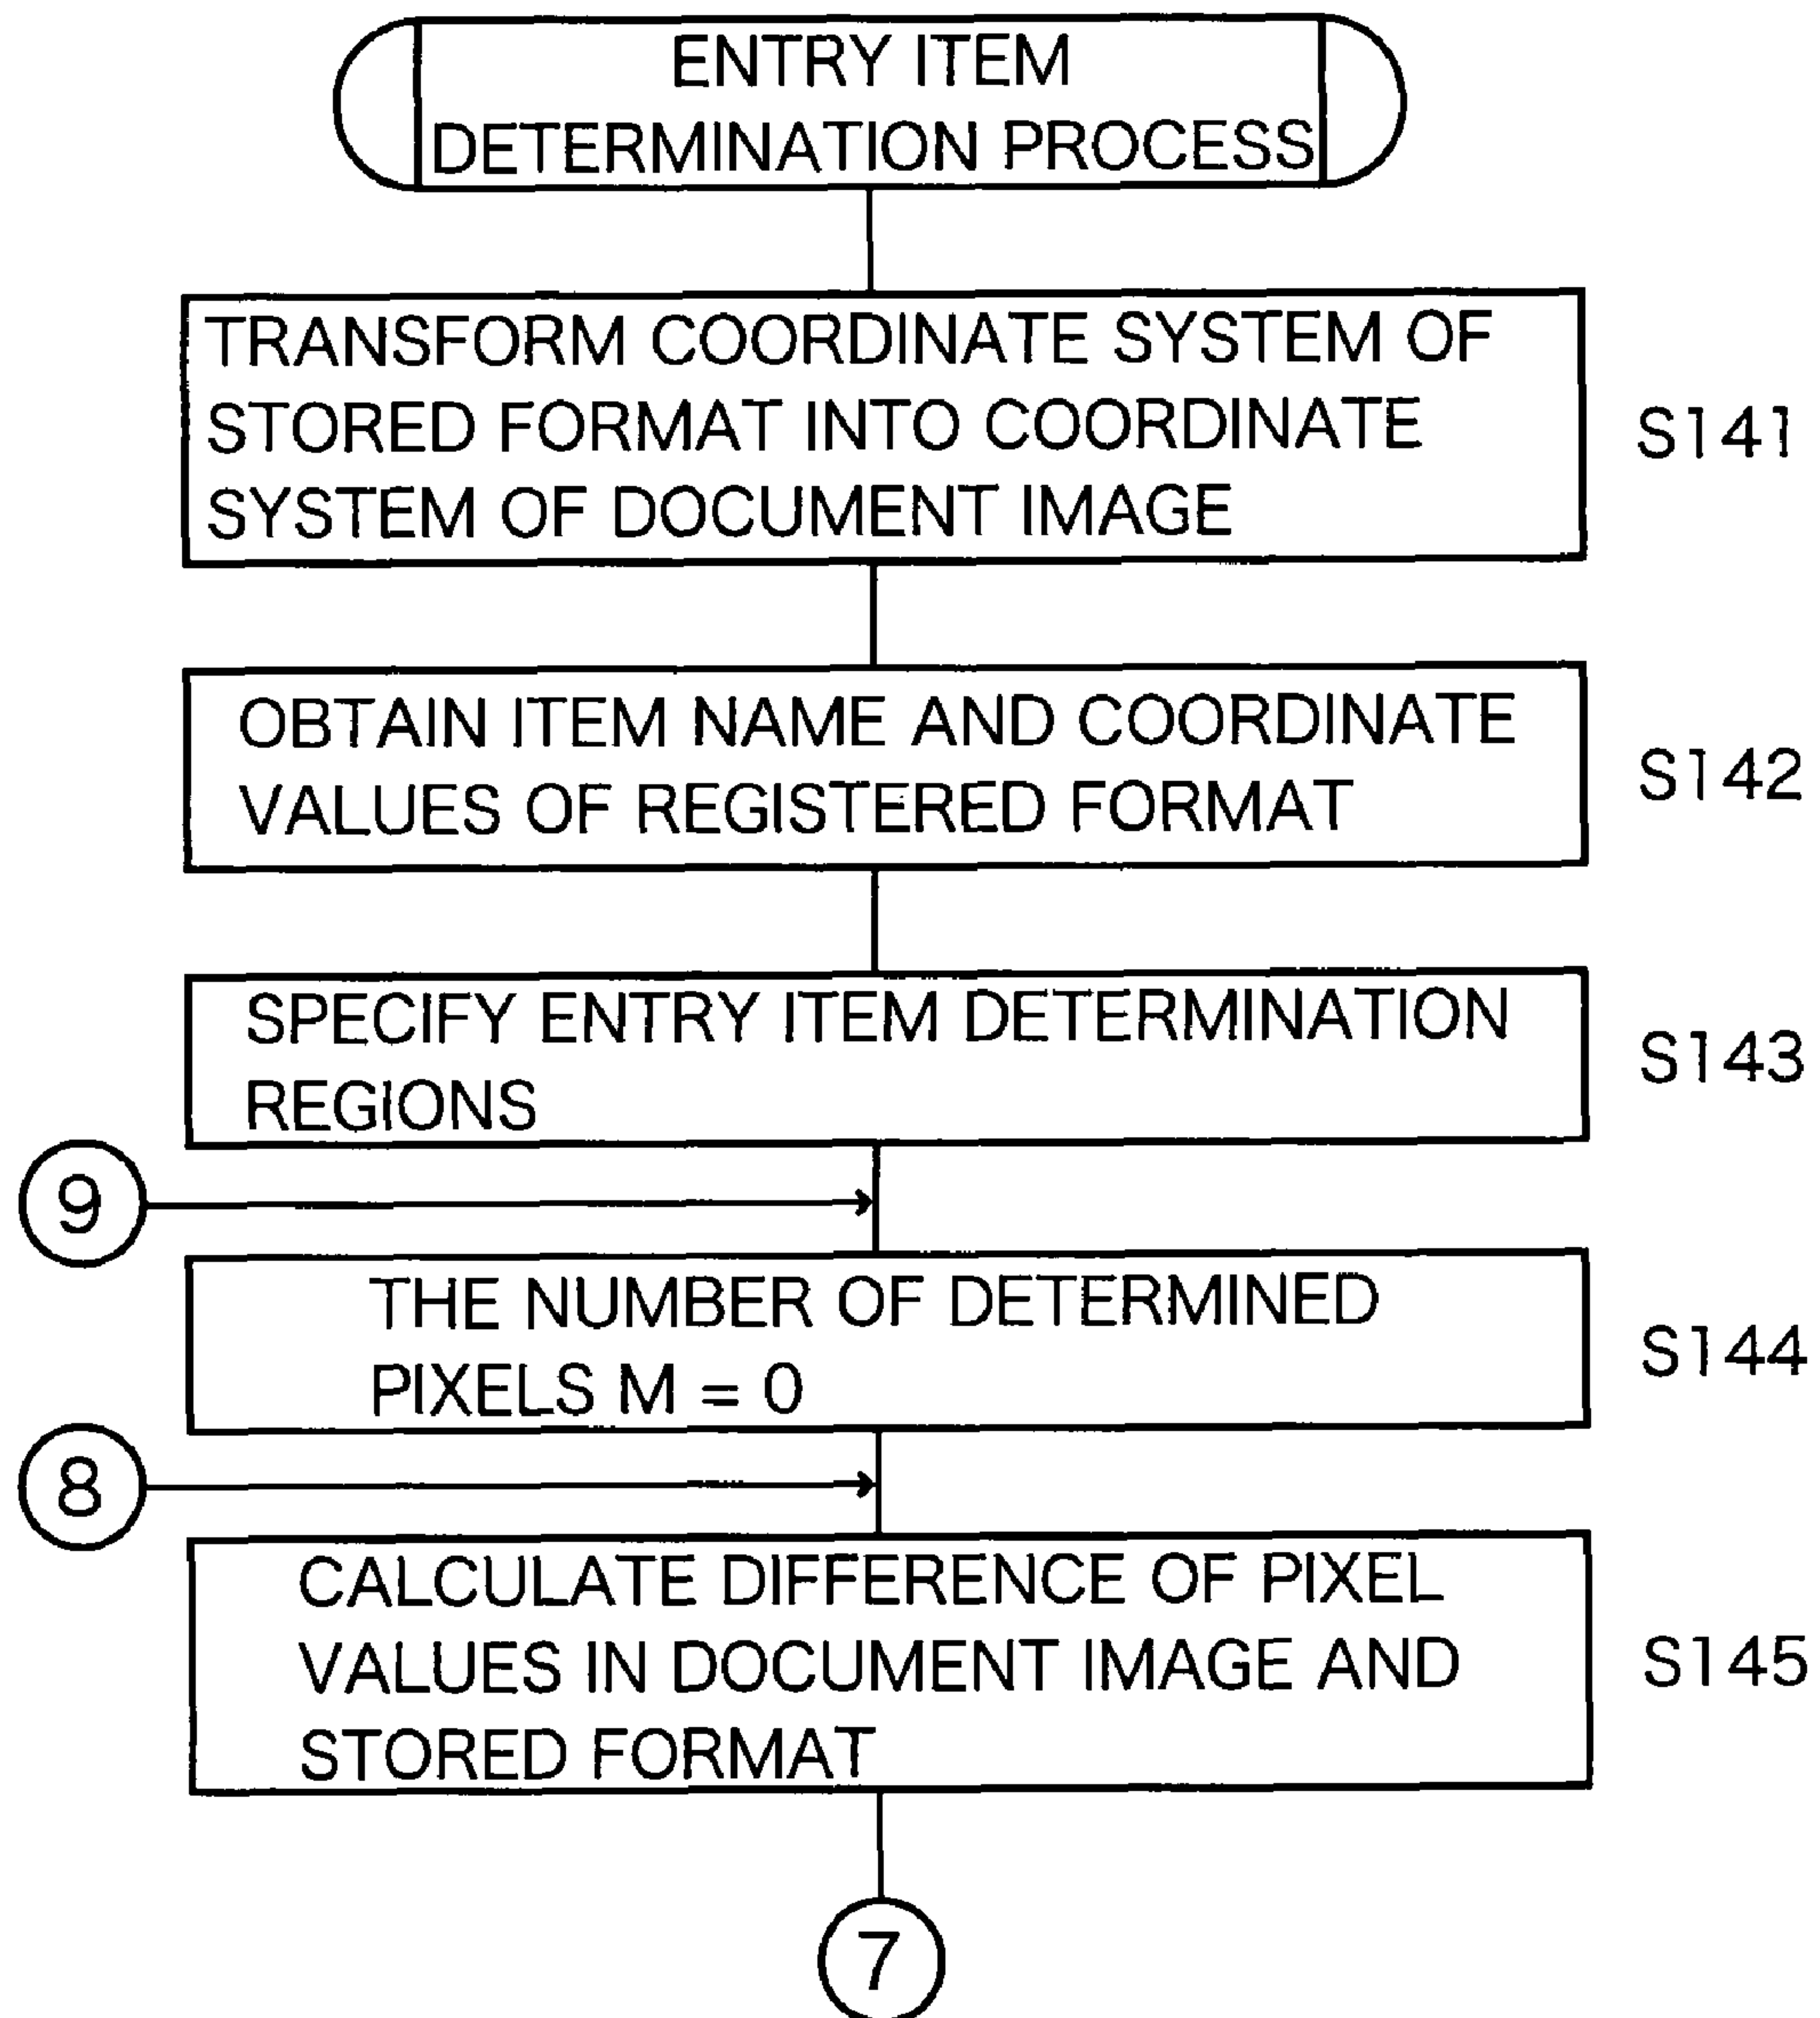 ENTRY ITEM
DETERMINATION PROCESS
TRANSFORM COORDINATE SYSTEM OF
STORED FORMAT INTO COORDINATE
SYSTEM OF DOCUMENT IMAGE
S141
OBTAIN ITEM NAME AND COORDINATE
VALUES OF REGISTERED FORMAT
S142
SPECIFY ENTRY ITEM DETERMINATION
REGIONS
S143
9
THE NUMBER OF DETERMINED
PIXELS M = 0
S144
8
CALCULATE DIFFERENCE OF PIXEL
VALUES IN DOCUMENT IMAGE AND
STORED FORMAT
S145
7